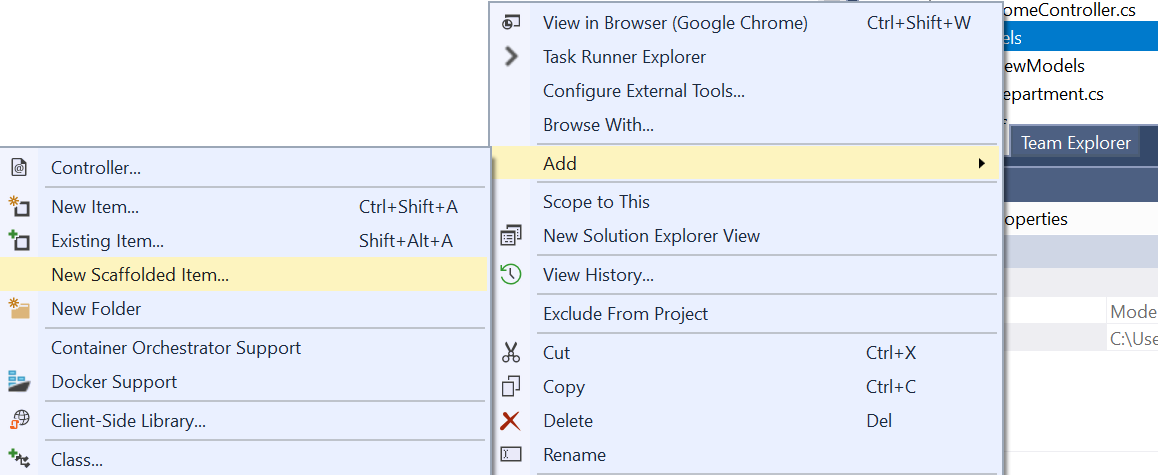 View in Browser (Google Chrome) Ctrl+Shift+W
Task Runner Explorer
Configure External Tools...
Browse With...
Add
Scope to This
New Solution Explorer View
View History...
Exclude From Project
Cut Ctrl+X
Copy Ctrl+C
Delete Del
Rename
Controller...
New Item... Ctrl+Shift+A
Existing Item... Shift+Alt+A
New Scaffolded Item...
New Folder
Container Orchestrator Support
Docker Support
Client-Side Library...
Class...
omeController.cs
els
ewModels
epartment.cs
Team Explorer
operties
Mode
C:\Use